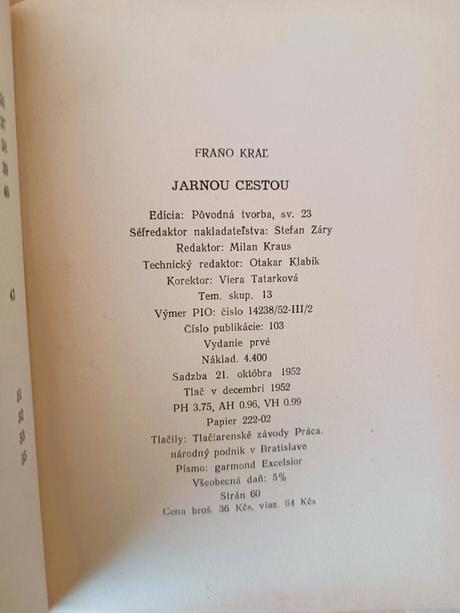 FRAŇO KRÁĽ
JARNOU CESTOU
Edícia: Pôvodná tvorba, sv. 23
Šéfredaktor nakladateľstva: Štefan Žáry
Redaktor: Milan Kraus
Technický redaktor: Otakar Klabík
Korektor: Viera Tatarková
Tem. skup. 13
Výmer PIO: číslo 14238/52-III/2
Číslo publikácie: 103
Vydanie prvé
Náklad. 4.400
Sadzba 21. októbra 1952
Tlač v decembri 1952
PH 3.75, AH 0.96, VH 0.99
Papier 222-02
Tlačily: Tlačiarenské závody Práca,
národný podnik v Bratislave
Písmo: garmond Excelsior
Všeobecná daň: 5%
Strán 60
Cena broš. 36 Kčs, viaz. 64 Kčs